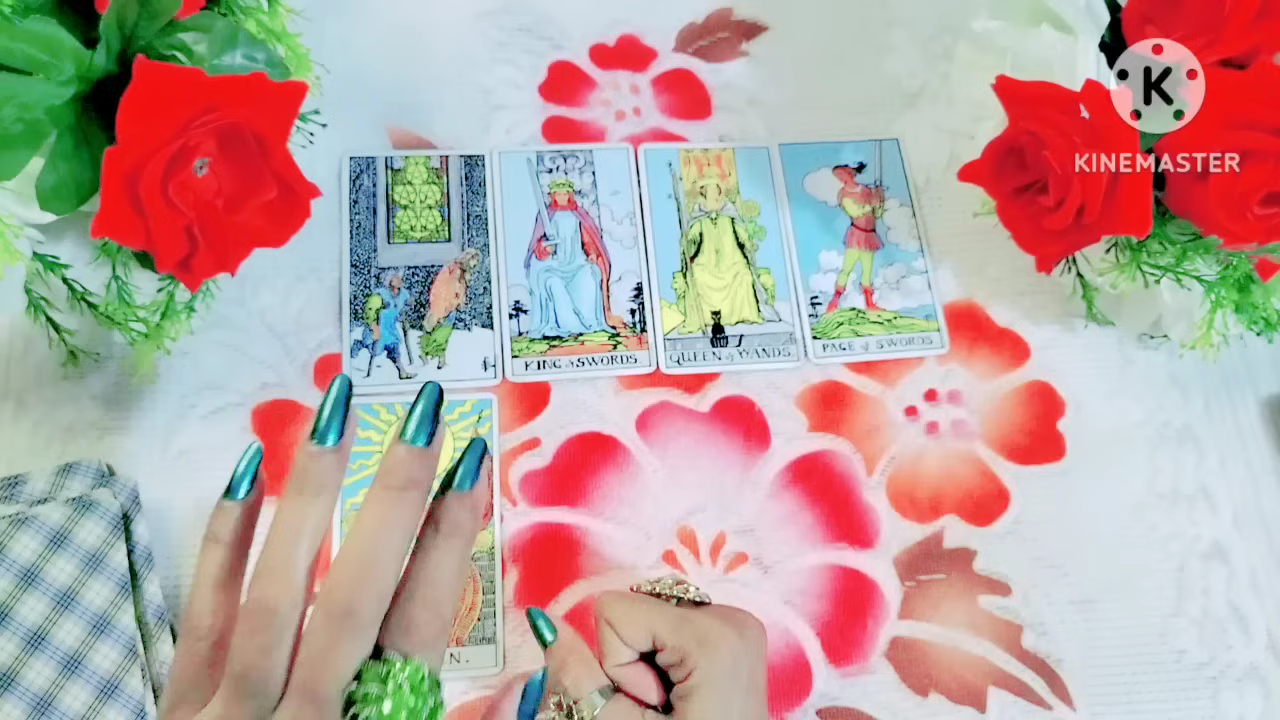 K
KINEMASTER
KING of SWORDS.
QUEEN of WANDS.
PAGE of SWORDS.
N.